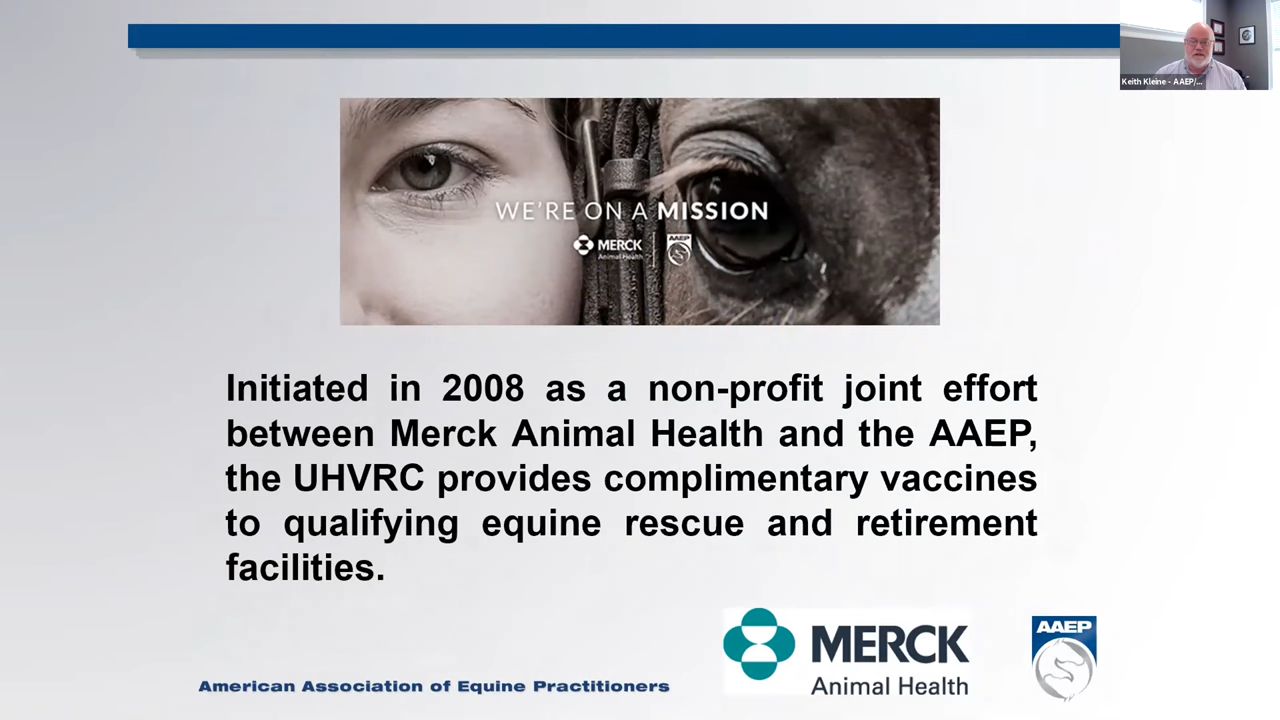 Keith Kleine - AAEP/...
WE'RE ON A MISSION
MERCK
Animal Health
AAEP
Initiated in 2008 as a non-profit joint effort
between Merck Animal Health and the AAEP,
the UHVRC provides complimentary vaccines
to qualifying equine rescue and retirement
facilities.
American Association of Equine Practitioners
MERCK
Animal Health
AAEP